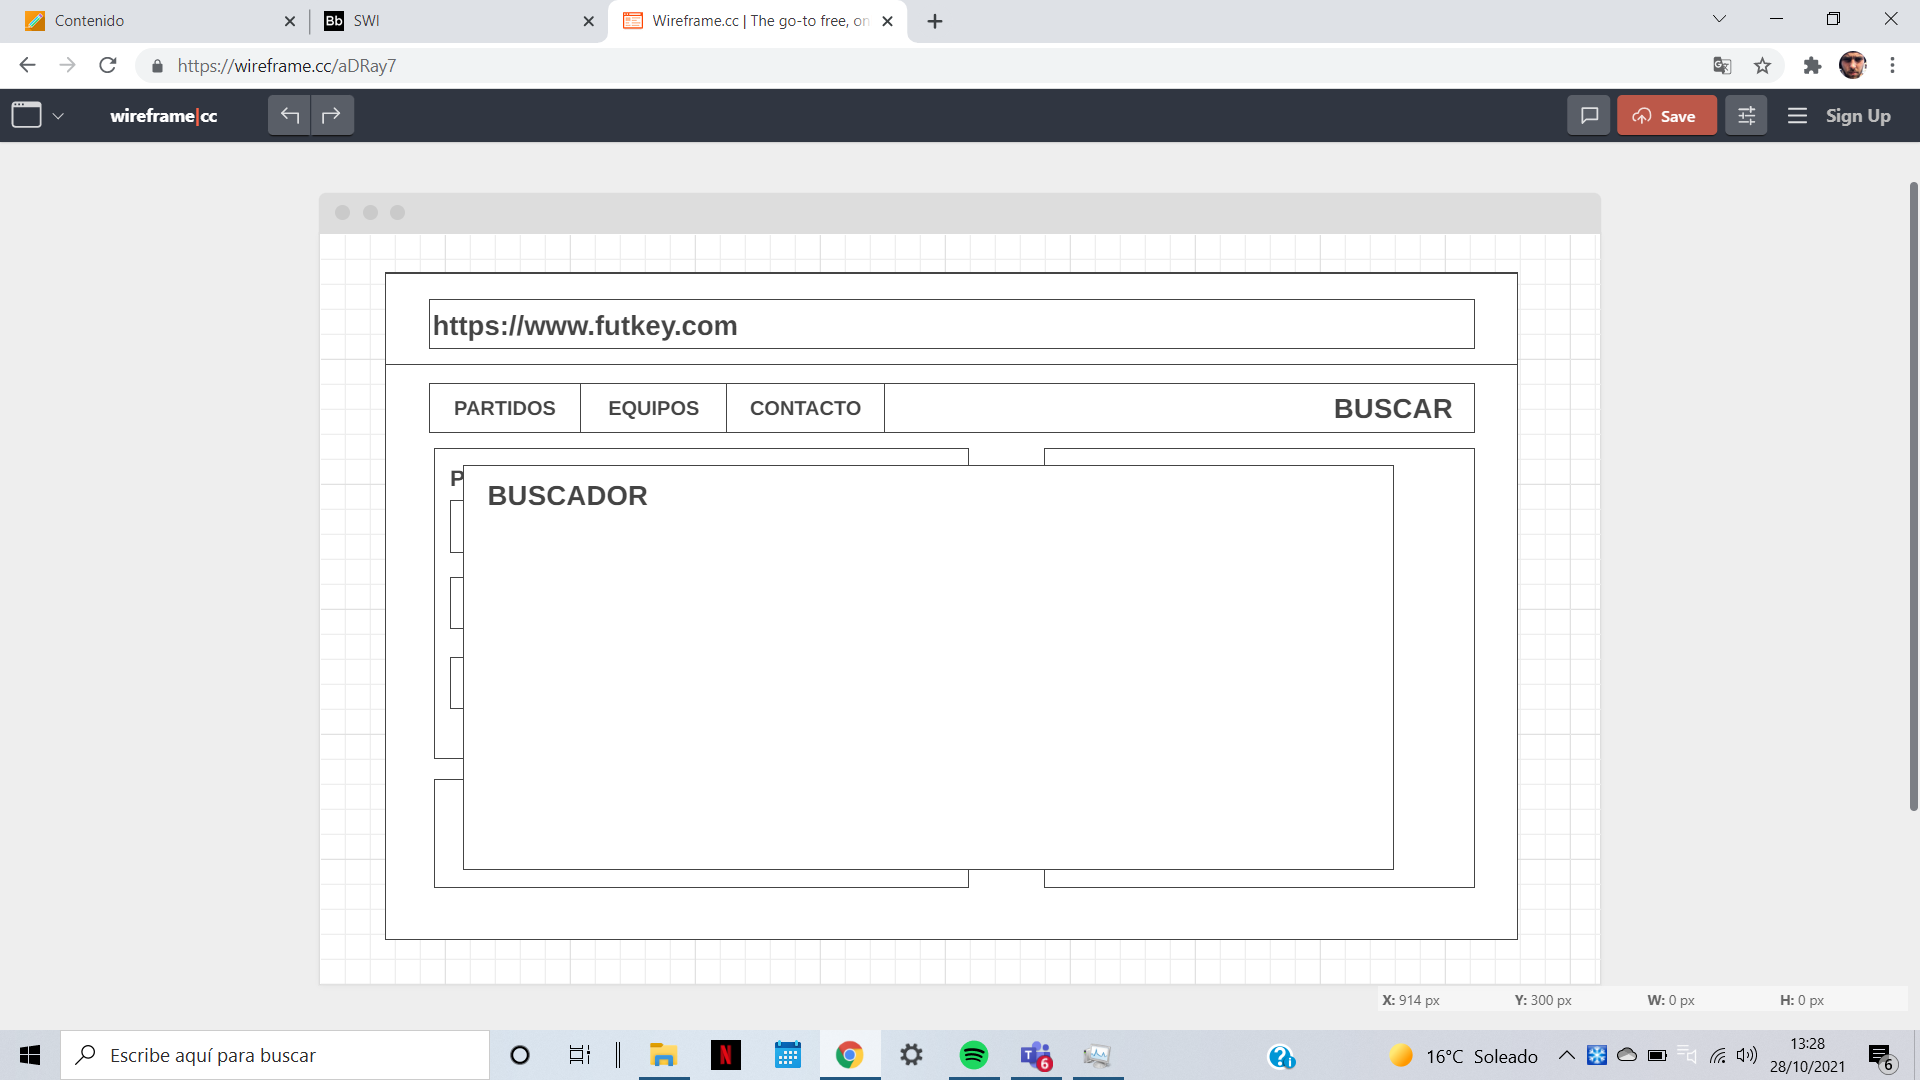 Contenido
Bb SWI
Wireframe.cc | The go-to free, on
https://wireframe.cc/aDRay7
wireframe|cc
Save
Sign Up
https://www.futkey.com
PARTIDOS EQUIPOS CONTACTO BUSCAR
P
BUSCADOR
X: 914 px Y: 300 px W: 0 px H: 0 px
Escribe aquí para buscar
N
T
6
16°C Soleado
13:28
28/10/2021
6